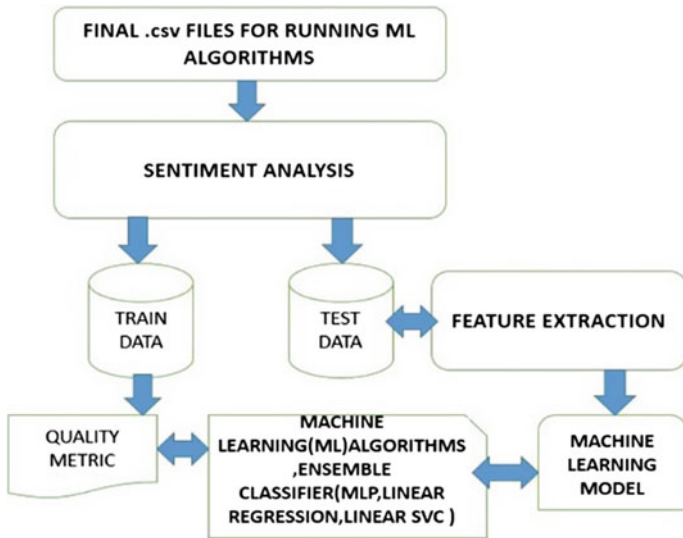 FINAL .csv FILES FOR RUNNING ML
ALGORITHMS
SENTIMENT ANALYSIS
TRAIN
DATA
TEST
DATA
FEATURE EXTRACTION
QUALITY
METRIC
MACHINE
LEARNING(ML)ALGORITHMS
,ENSEMBLE
CLASSIFIER(MLP,LINEAR
REGRESSION,LINEAR SVC )
MACHINE
LEARNING
MODEL